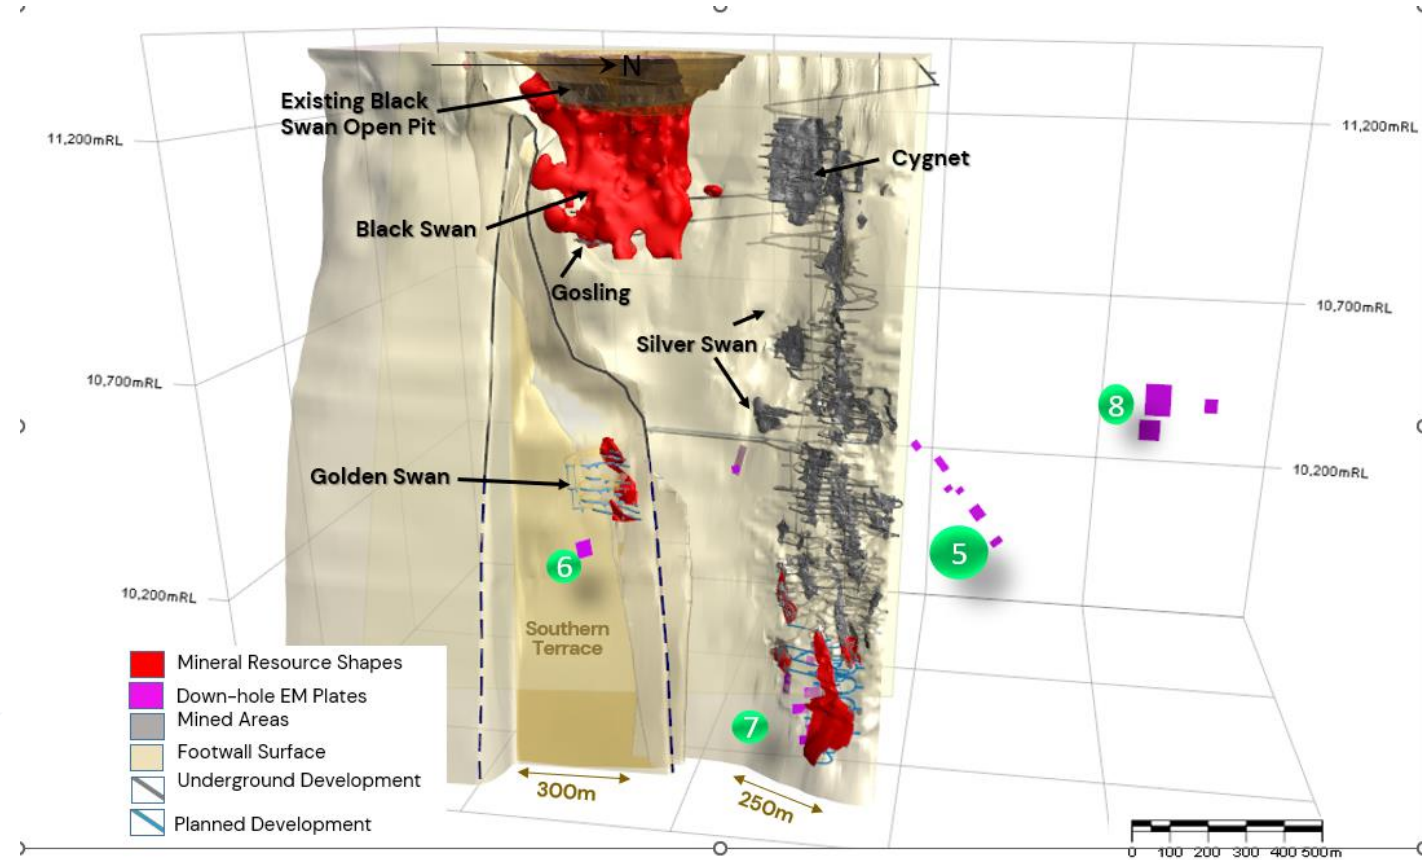 N
Existing Black
Swan Open Pit
11,200mRL
11,200mRL
Cygnet
Black Swan
Gosling
10,700mRL
Silver Swan
10,700mRL
8
10,200mRL
Golden Swan
5
6
10,200mRL
Southern
Terrace
Mineral Resource Shapes
Down-hole EM Plates
Mined Areas
7
Footwall Surface
Underground Development
300m
250m
Planned Development
0 100 200 300 400 500m